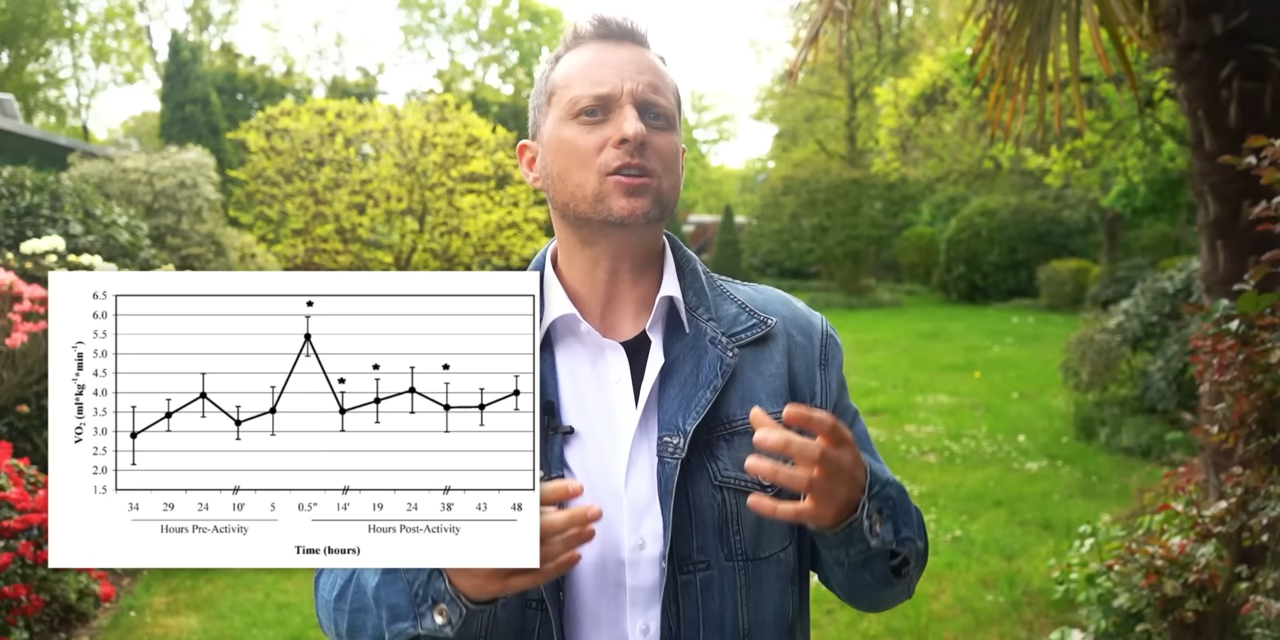 6.5
6.0
5.5
5.0
4.5
4.0
3.5
3.0
2.5
2.0
1.5
VO₂ (ml*kg⁻¹*min⁻¹)
* * * *
34 29 24 10' 5 0.5" 14' 19 24 38' 43 48
Hours Pre-Activity Hours Post-Activity
Time (hours)